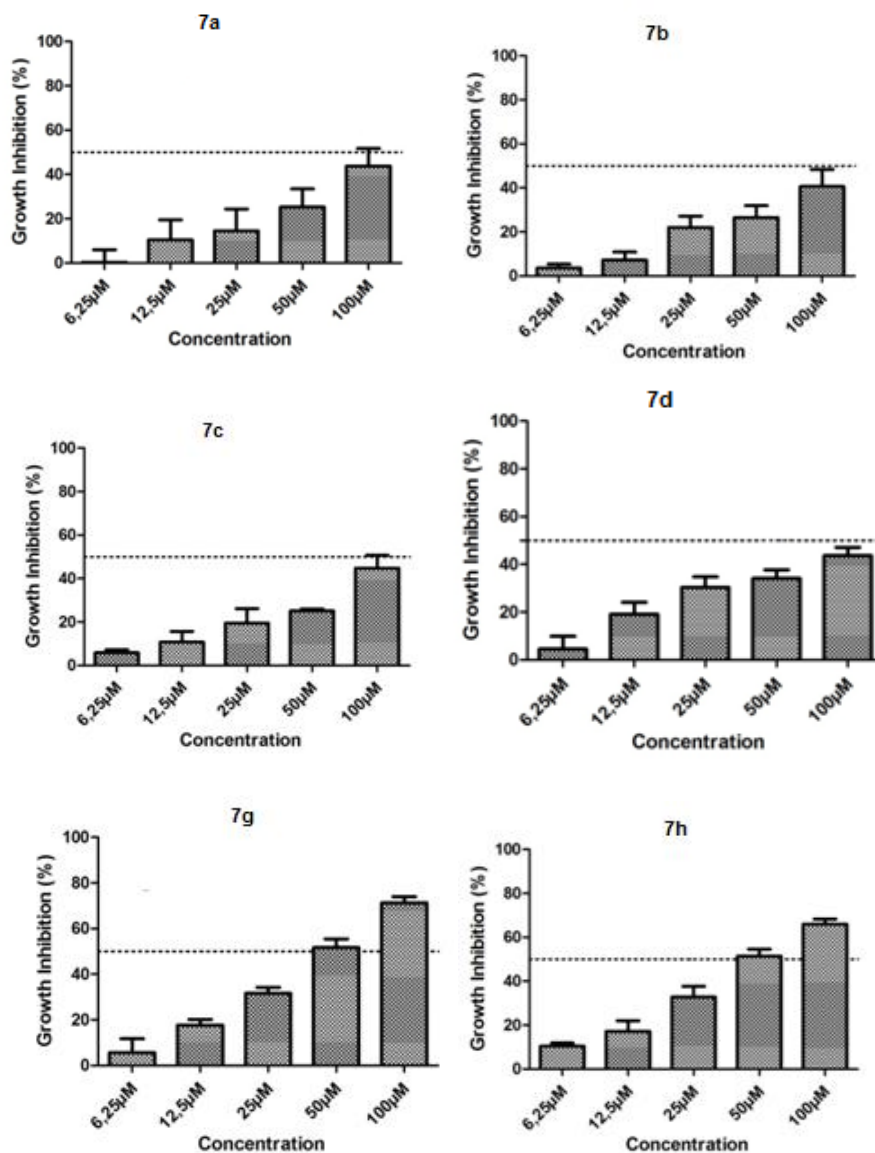 7a
Growth Inhibition (%)
100
80
60
40
20
0
6,25µM
12,5µM
25µM
50µM
100µM
Concentration
7b
Growth Inhibition (%)
100
80
60
40
20
0
6,25µM
12,5µM
25µM
50µM
100µM
Concentration
7c
Growth Inhibition (%)
100
80
60
40
20
0
6,25µM
12,5µM
25µM
50µM
100µM
Concentration
7d
Growth Inhibition (%)
100
80
60
40
20
0
6,25µM
12,5µM
25µM
50µM
100µM
Concentration
7g
Growth Inhibition (%)
100
80
60
40
20
0
6,25µM
12,5µM
25µM
50µM
100µM
Concentration
7h
Growth Inhibition (%)
100
80
60
40
20
0
6,25µM
12,5µM
25µM
50µM
100µM
Concentration